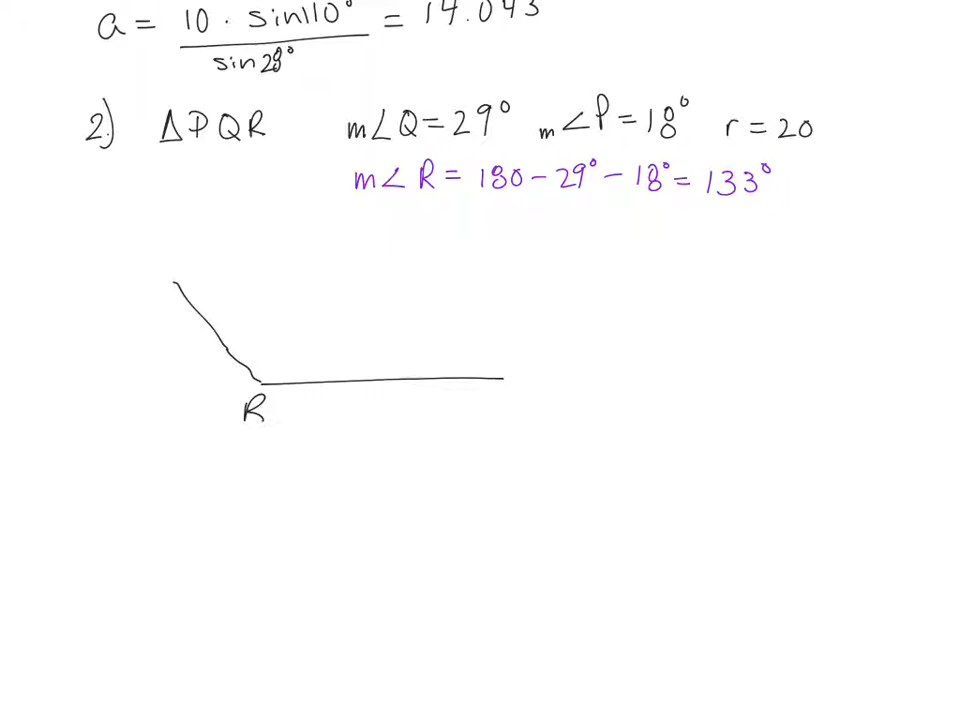 a = 10 · sin110° / sin28° = 14.043
2.) ΔPQR m∠Q = 29° m∠P = 18° r = 20
m∠R = 180 - 29° - 18° = 133°
R